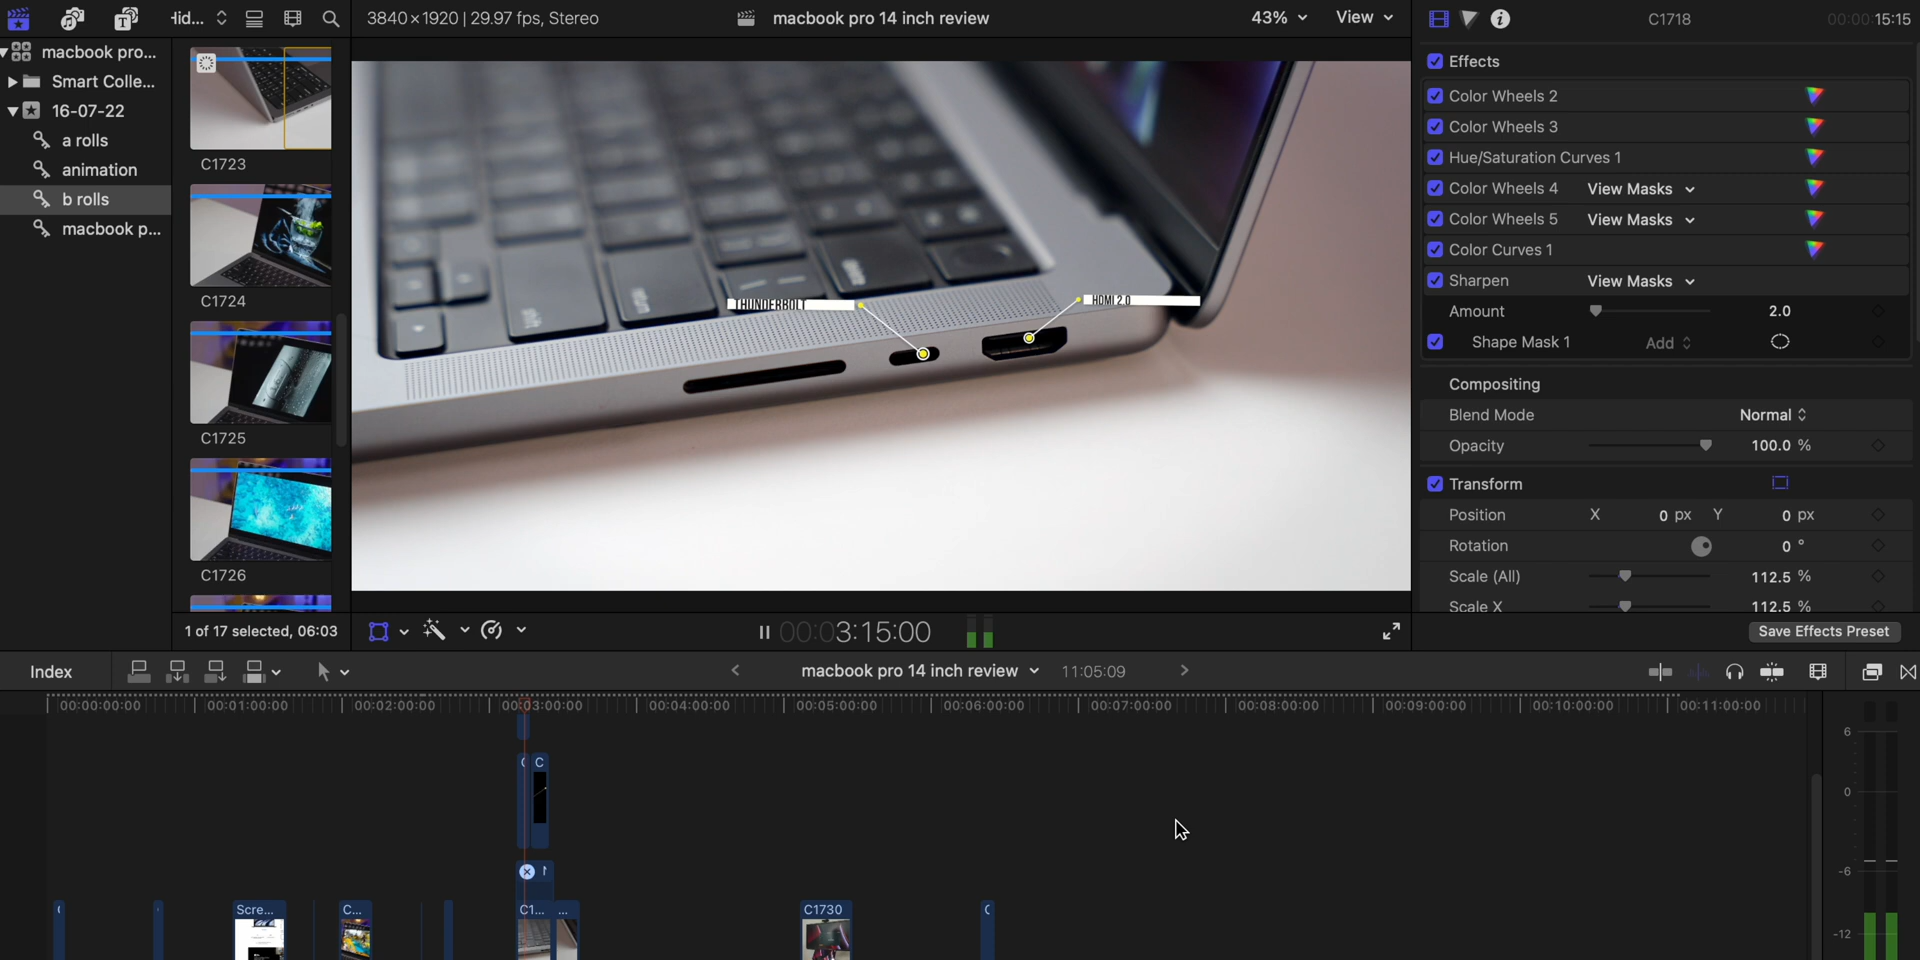 Hid...
3840×1920 | 29.97 fps, Stereo
macbook pro 14 inch review
43%
View
C1718
00:00:15:15
macbook pro...
Smart Colle...
16-07-22
a rolls
animation
b rolls
macbook p...
C1723
C1724
C1725
C1726
1 of 17 selected, 06:03
THUNDERBOLT
HDMI 2.0
shift
return
Effects
Color Wheels 2
Color Wheels 3
Hue/Saturation Curves 1
Color Wheels 4 View Masks
Color Wheels 5 View Masks
Color Curves 1
Sharpen View Masks
Amount 2.0
Shape Mask 1 Add
Compositing
Blend Mode Normal
Opacity 100.0 %
Transform
Position X 0 px Y 0 px
Rotation 0 °
Scale (All) 112.5 %
Scale X 112.5 %
Save Effects Preset
00:03:15:00
Index
macbook pro 14 inch review
11:05:09
00:00:00:00 00:01:00:00 00:02:00:00 00:03:00:00 00:04:00:00 00:05:00:00 00:06:00:00 00:07:00:00 00:08:00:00 00:09:00:00 00:10:00:00 00:11:00:00
C
Scre...
C...
C1...
...
C1730
6
0
-6
-12